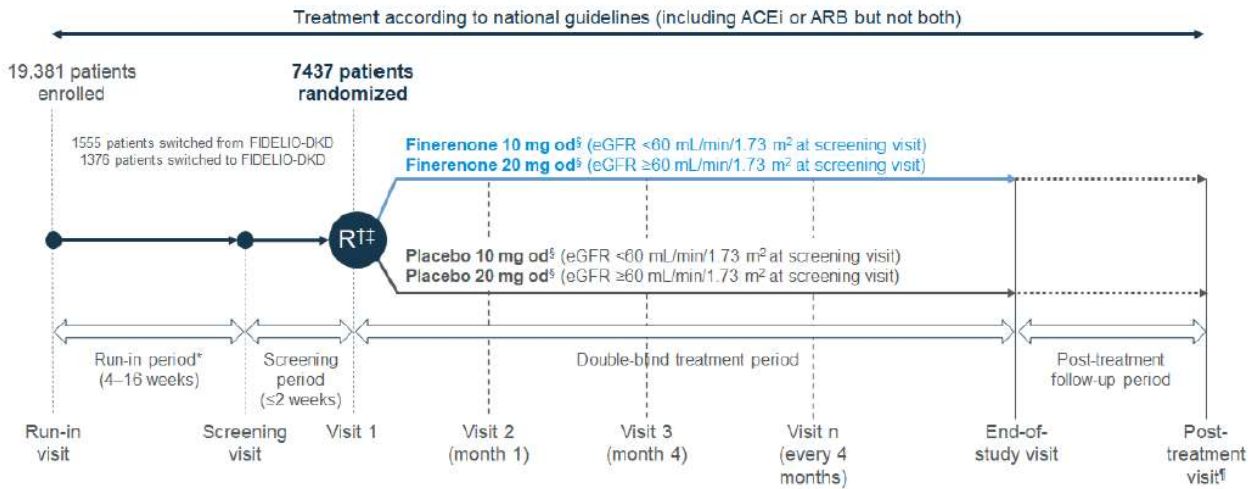 Treatment according to national guidelines (including ACEi or ARB but not both)
19,381 patients
enrolled
7437 patients
randomized
1555 patients switched from FIDELIO-DKD
1376 patients switched to FIDELIO-DKD
Finerenone 10 mg od§ (eGFR <60 mL/min/1.73 m² at screening visit)
Finerenone 20 mg od§ (eGFR ≥60 mL/min/1.73 m² at screening visit)
R†‡
Placebo 10 mg od§ (eGFR <60 mL/min/1.73 m² at screening visit)
Placebo 20 mg od§ (eGFR ≥60 mL/min/1.73 m² at screening visit)
Run-in period*
(4–16 weeks)
Screening
period
(≤2 weeks)
Double-blind treatment period
Post-treatment
follow-up period
Run-in
visit
Screening
visit
Visit 1
Visit 2
(month 1)
Visit 3
(month 4)
Visit n
(every 4
months)
End-of-
study visit
Post-
treatment
visit¶